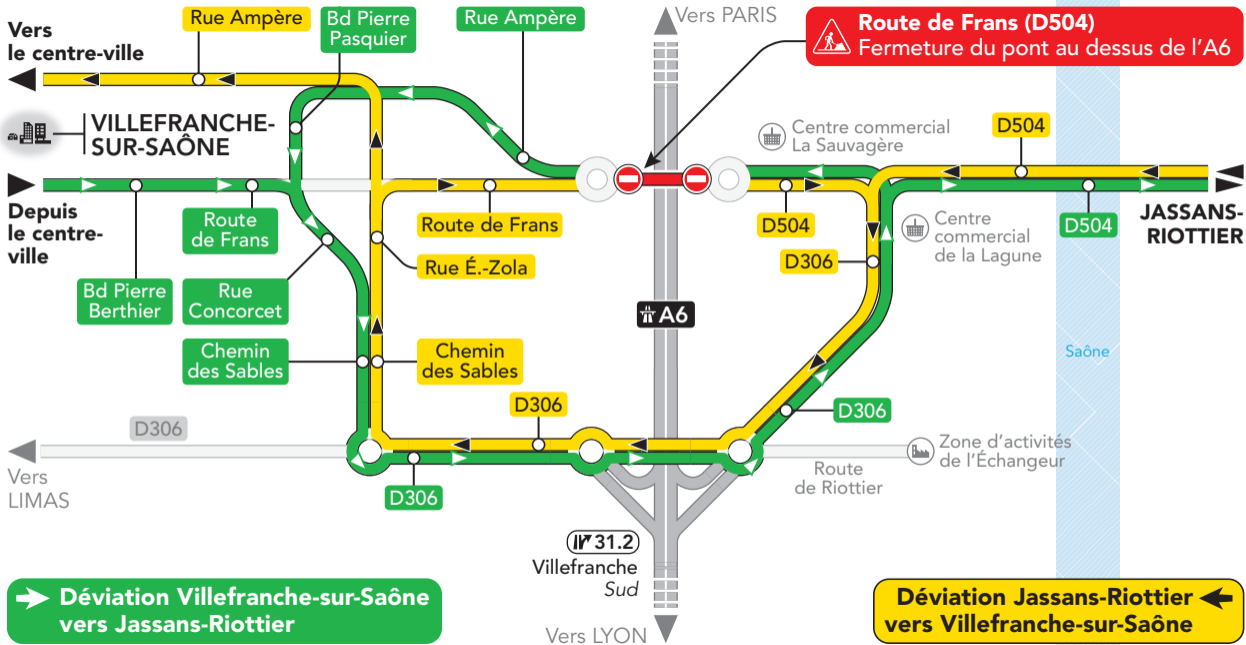 Vers
le centre-ville
Rue Ampère
Bd Pierre
Pasquier
Rue Ampère
Vers PARIS
Route de Frans (D504)
Fermeture du pont au dessus de l'A6
VILLEFRANCHE-
SUR-SAÔNE
Centre commercial
La Sauvagère
D504
Depuis
le centre-
ville
Route
de Frans
Route de Frans
D504
Centre
commercial
de la Lagune
D504
JASSANS-
RIOTTIER
Bd Pierre
Berthier
Rue
Concorcet
Rue É.-Zola
D306
A6
Chemin
des Sables
Chemin
des Sables
Saône
D306
D306
D306
Zone d'activités
de l'Échangeur
Vers
LIMAS
D306
Route
de Riottier
31.2
Villefranche
Sud
Déviation Villefranche-sur-Saône
vers Jassans-Riottier
Déviation Jassans-Riottier
vers Villefranche-sur-Saône
Vers LYON